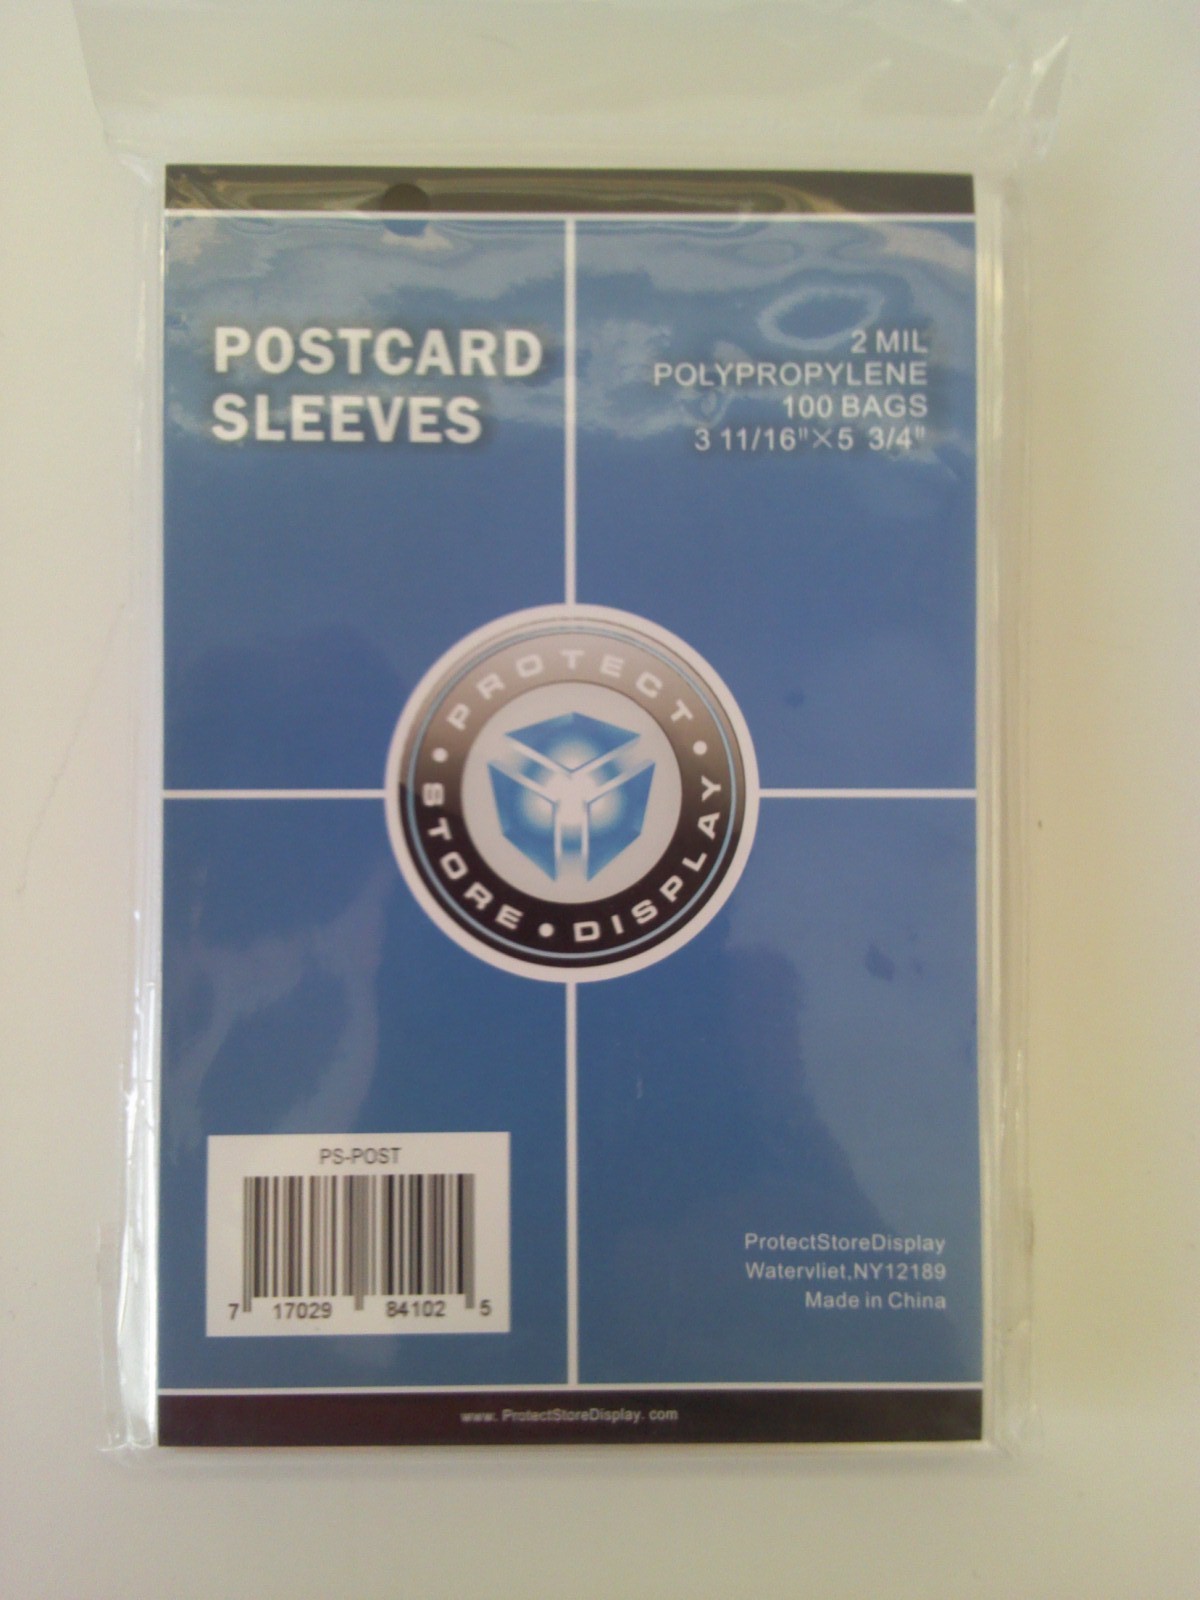 POSTCARD
SLEEVES
2 MIL
POLYPROPYLENE
100 BAGS
3 11/16"×5 3/4"
PROTECT • DISPLAY • STORE •
PS-POST
7 17029 84102 5
ProtectStoreDisplay
Watervliet,NY12189
Made in China
www. ProtectStoreDisplay. com